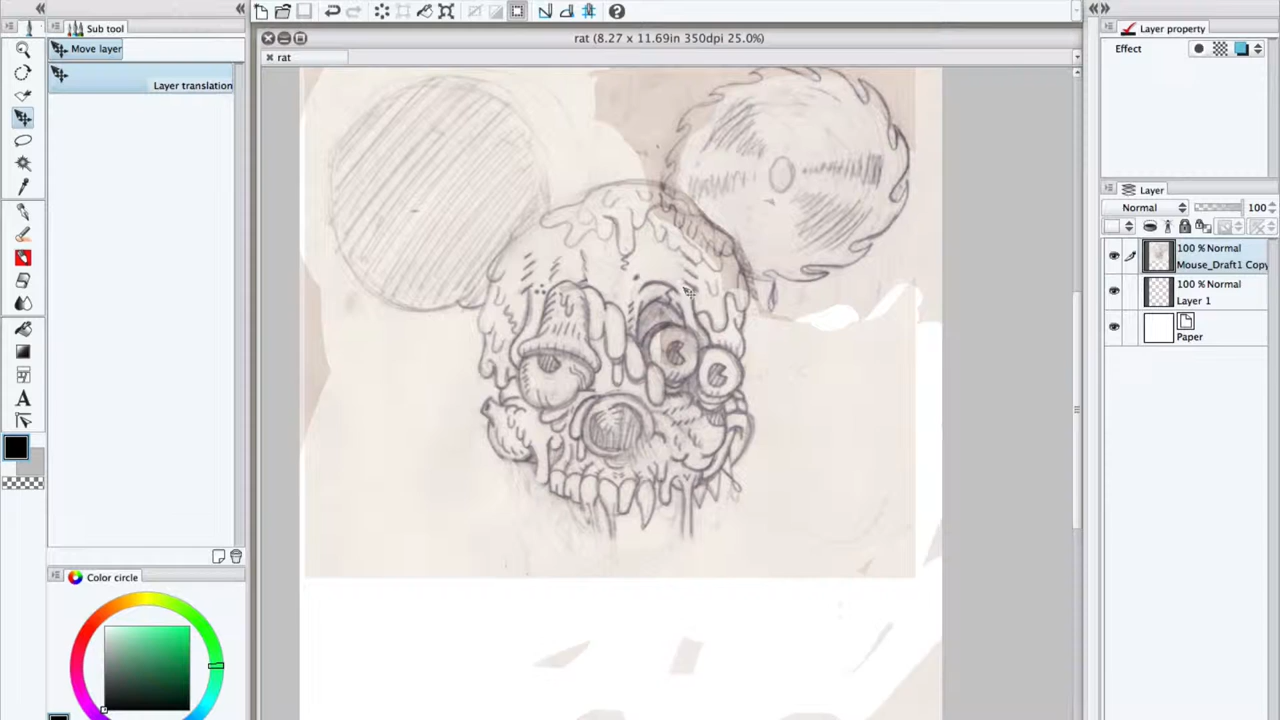 Sub tool
Move layer
Layer translation
rat (8.27 x 11.69in 350dpi 25.0%)
rat
Layer property
Effect
Layer
Normal
100
100 % Normal
Mouse_Draft1 Copy
100 % Normal
Layer 1
Paper
Color circle